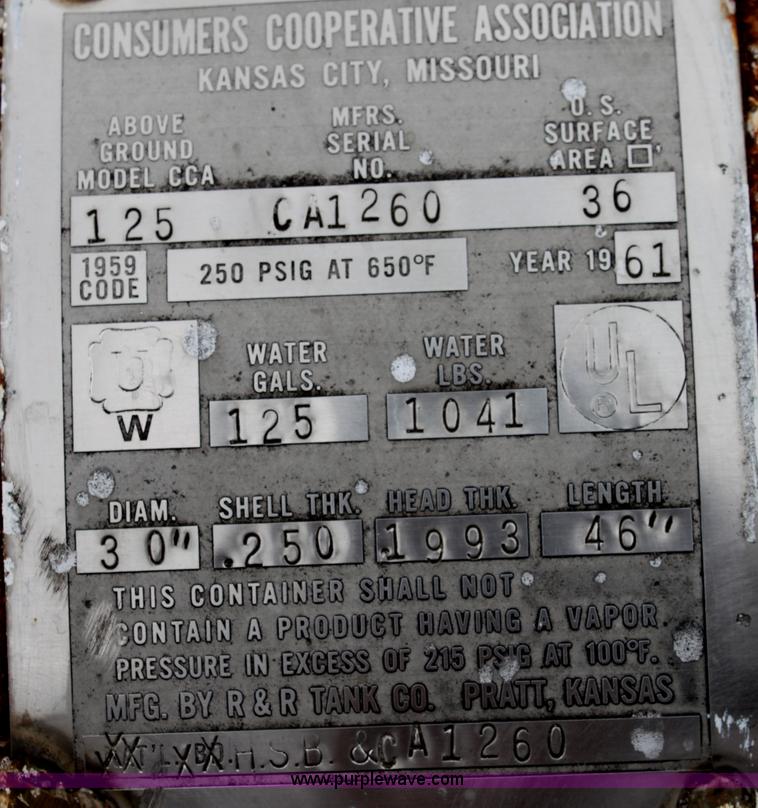 CONSUMERS COOPERATIVE ASSOCIATION
KANSAS CITY, MISSOURI
ABOVE GROUND MODEL CCA
MFRS. SERIAL NO.
U.S. SURFACE AREA □'
125 CA1260 36
1959 CODE
250 PSIG AT 650°F
YEAR 1961
U
W
WATER GALS.
125
WATER LBS.
1041
UL
®
DIAM. SHELL THK. HEAD THK. LENGTH
30" .250 .1993 46"
THIS CONTAINER SHALL NOT
CONTAIN A PRODUCT HAVING A VAPOR
PRESSURE IN EXCESS OF 215 PSIG AT 100°F.
MFG. BY R & R TANK CO. PRATT, KANSAS
H.S.B. & CA1260
www.purplewave.com